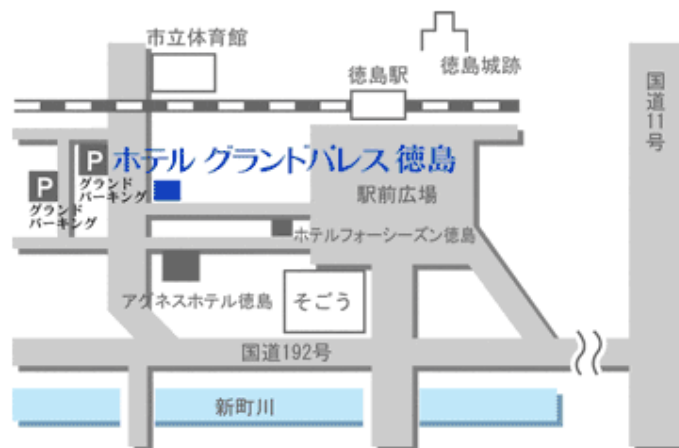 市立体育館
徳島駅
徳島城跡
国道11号
P
ホテル グランドパレス 徳島
グランド
パーキング
P
グランド
パーキング
駅前広場
ホテルフォーシーズン徳島
アグネスホテル徳島
そごう
国道192号
新町川